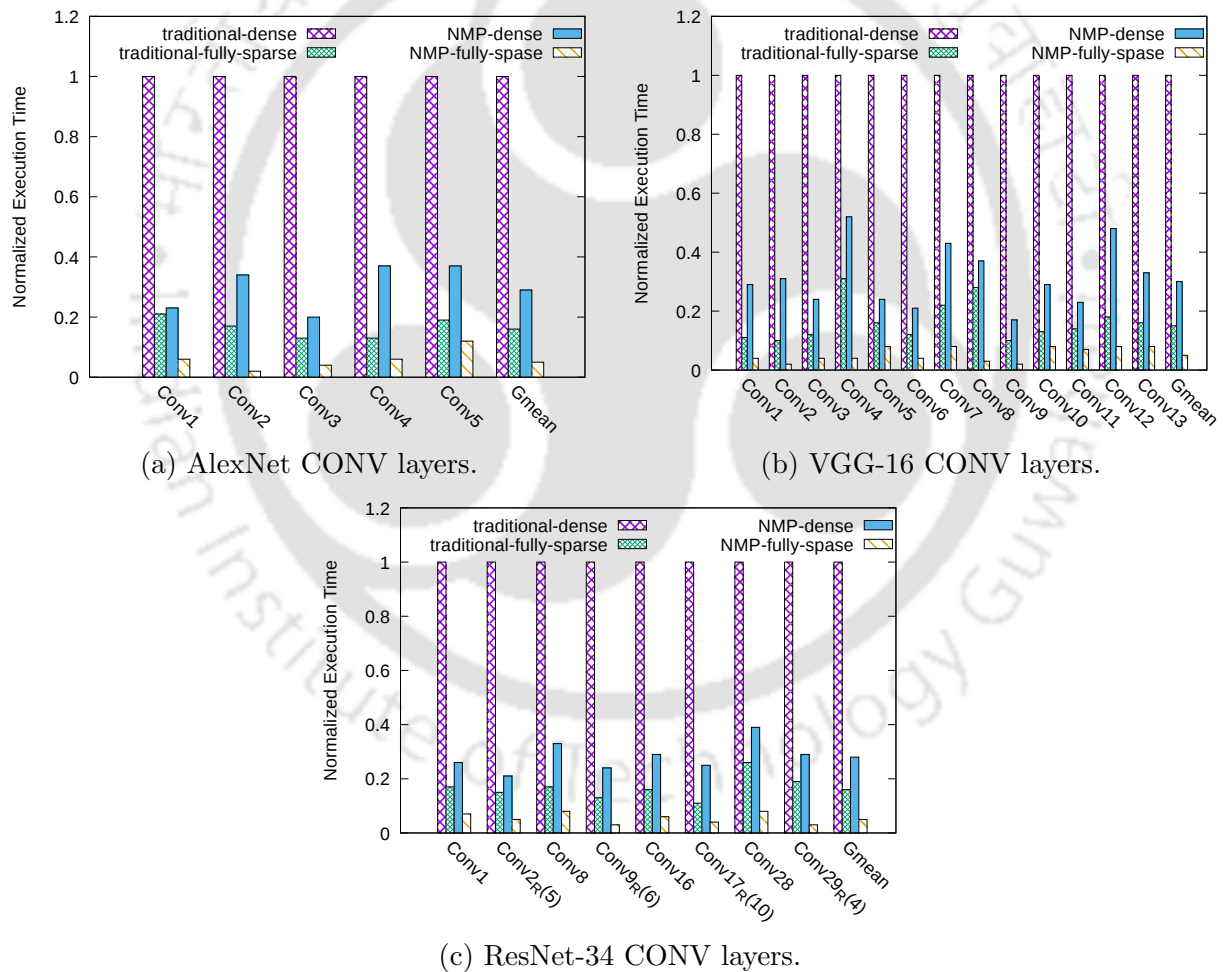 1.2
1
0.8
0.6
0.4
0.2
0
Normalized Execution Time
traditional-dense
traditional-fully-sparse
NMP-dense
NMP-fully-spase
Conv1
Conv2
Conv3
Conv4
Conv5
Gmean
(a) AlexNet CONV layers.
1.2
1
0.8
0.6
0.4
0.2
0
Normalized Execution Time
traditional-dense
traditional-fully-sparse
NMP-dense
NMP-fully-spase
Conv1
Conv2
Conv3
Conv4
Conv5
Conv6
Conv7
Conv8
Conv9
Conv10
Conv11
Conv12
Conv13
Gmean
(b) VGG-16 CONV layers.
1.2
1
0.8
0.6
0.4
0.2
0
Normalized Execution Time
traditional-dense
traditional-fully-sparse
NMP-dense
NMP-fully-spase
Conv1
Conv2R(5)
Conv8
Conv9R(6)
Conv16
Conv17R(10)
Conv28
Conv29R(4)
Gmean
(c) ResNet-34 CONV layers.
Institute of Technology